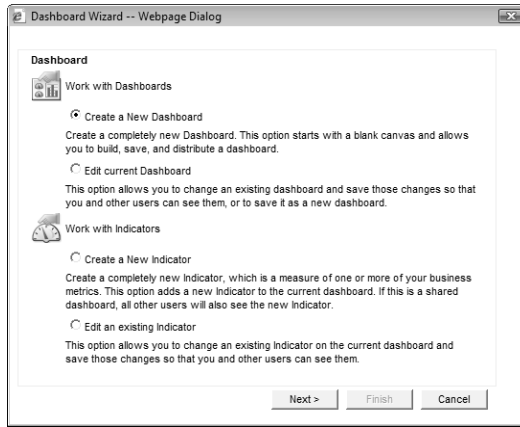 Dashboard Wizard -- Webpage Dialog
Dashboard
Work with Dashboards
Create a New Dashboard
Create a completely new Dashboard. This option starts with a blank canvas and allows
you to build, save, and distribute a dashboard.
Edit current Dashboard
This option allows you to change an existing dashboard and save those changes so that
you and other users can see them, or to save it as a new dashboard.
Work with Indicators
Create a New Indicator
Create a completely new Indicator, which is a measure of one or more of your business
metrics. This option adds a new Indicator to the current dashboard. If this is a shared
dashboard, all other users will also see the new Indicator.
Edit an existing Indicator
This option allows you to change an existing Indicator on the current dashboard and
save those changes so that you and other users can see them.
Next > Finish Cancel